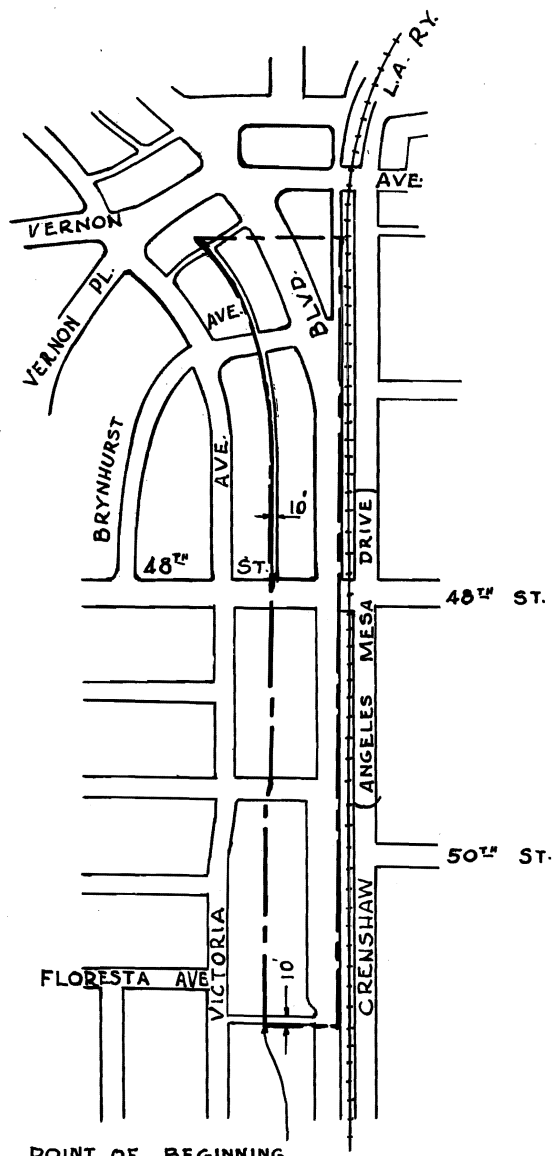 L.A. RY.
AVE.
VERNON
VERNON PL.
AVE.
BLVD.
BRYNHURST
AVE.
10'
48TH ST.
DRIVE)
48TH ST.
(ANGELES MESA
50TH ST.
CRENSHAW
VICTORIA
10'
FLORESTA AVE
POINT OF BEGINNING